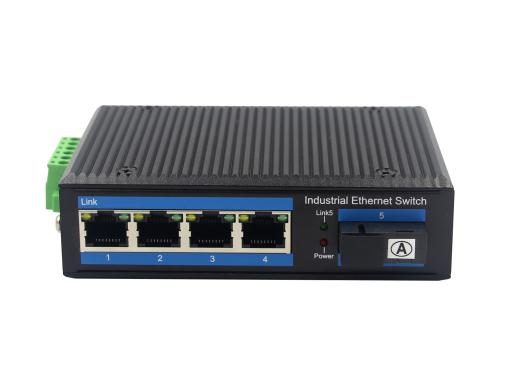 Link
Industrial Ethernet Switch
Link5
5
A
Power
1 2 3 4